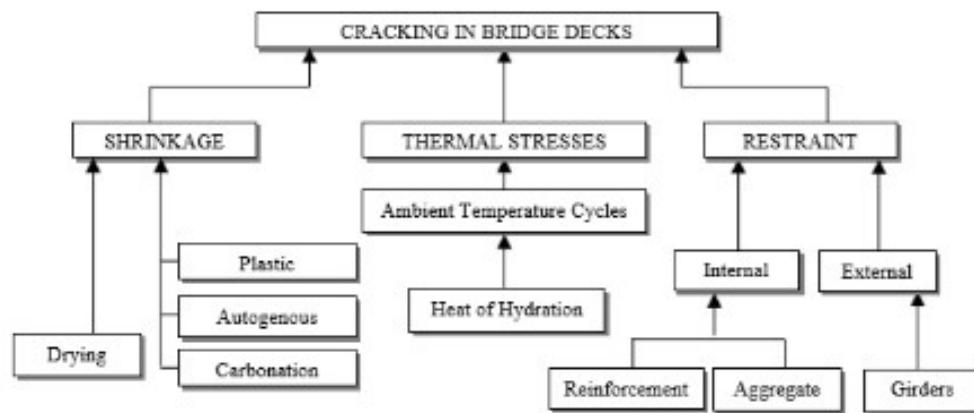 CRACKING IN BRIDGE DECKS
SHRINKAGE
THERMAL STRESSES
RESTRAINT
Ambient Temperature Cycles
Plastic
Internal
External
Autogenous
Heat of Hydration
Drying
Carbonation
Reinforcement
Aggregate
Girders